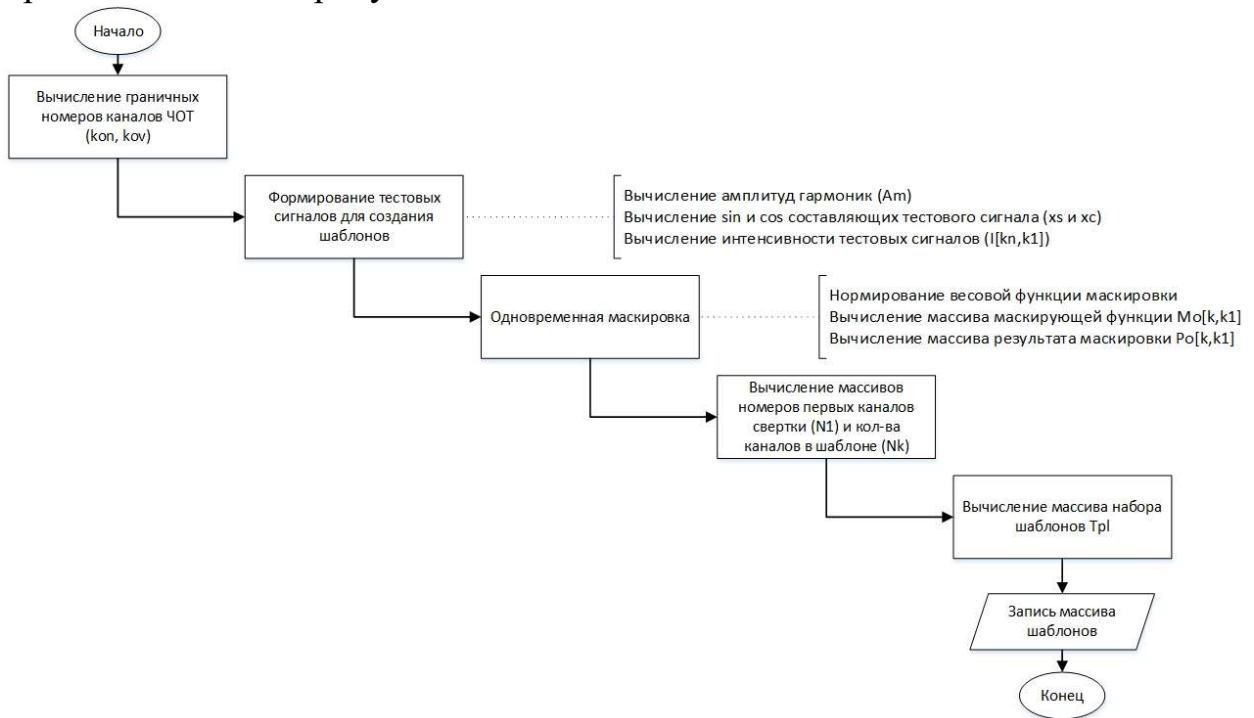 Начало
Вычисление граничных
номеров каналов ЧОТ
(kon, kov)
Формирование тестовых
сигналов для создания
шаблонов
Вычисление амплитуд гармоник (Am)
Вычисление sin и cos составляющих тестового сигнала (xs и xc)
Вычисление интенсивности тестовых сигналов (I[kn,k1])
Одновременная маскировка
Нормирование весовой функции маскировки
Вычисление массива маскирующей функции Mo[k,k1]
Вычисление массива результата маскировки Po[k,k1]
Вычисление массивов
номеров первых каналов
свертки (N1) и кол-ва
каналов в шаблоне (Nk)
Вычисление массива набора
шаблонов Tpl
Запись массива
шаблонов
Конец